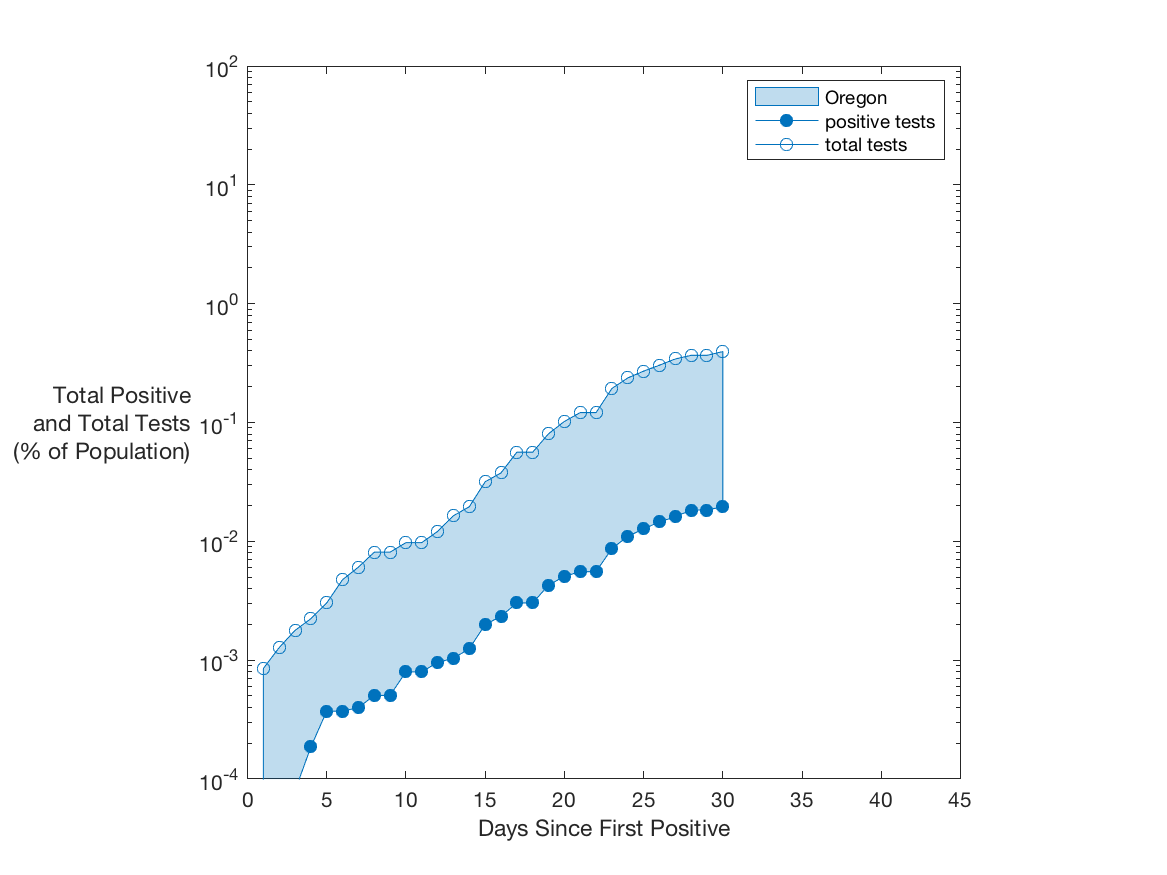 10^2
10^1
10^0
10^-1
10^-2
10^-3
10^-4
Total Positive
and Total Tests
(% of Population)
Oregon
positive tests
total tests
0 5 10 15 20 25 30 35 40 45
Days Since First Positive